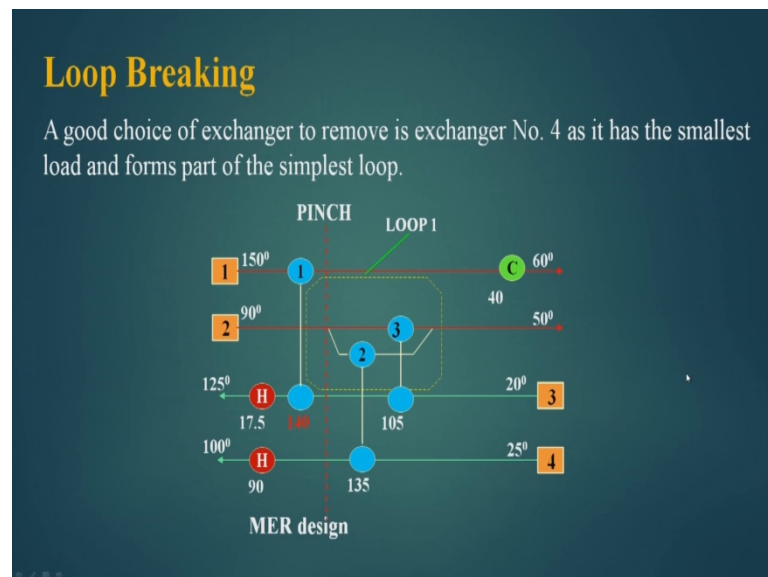 Loop Breaking
A good choice of exchanger to remove is exchanger No. 4 as it has the smallest
load and forms part of the simplest loop.
PINCH
LOOP 1
1 150⁰ 1 C 60⁰
40
2 90⁰ 3 50⁰
2
125⁰ H 20⁰ 3
17.5 140 105
100⁰ H 25⁰ 4
90 135
MER design